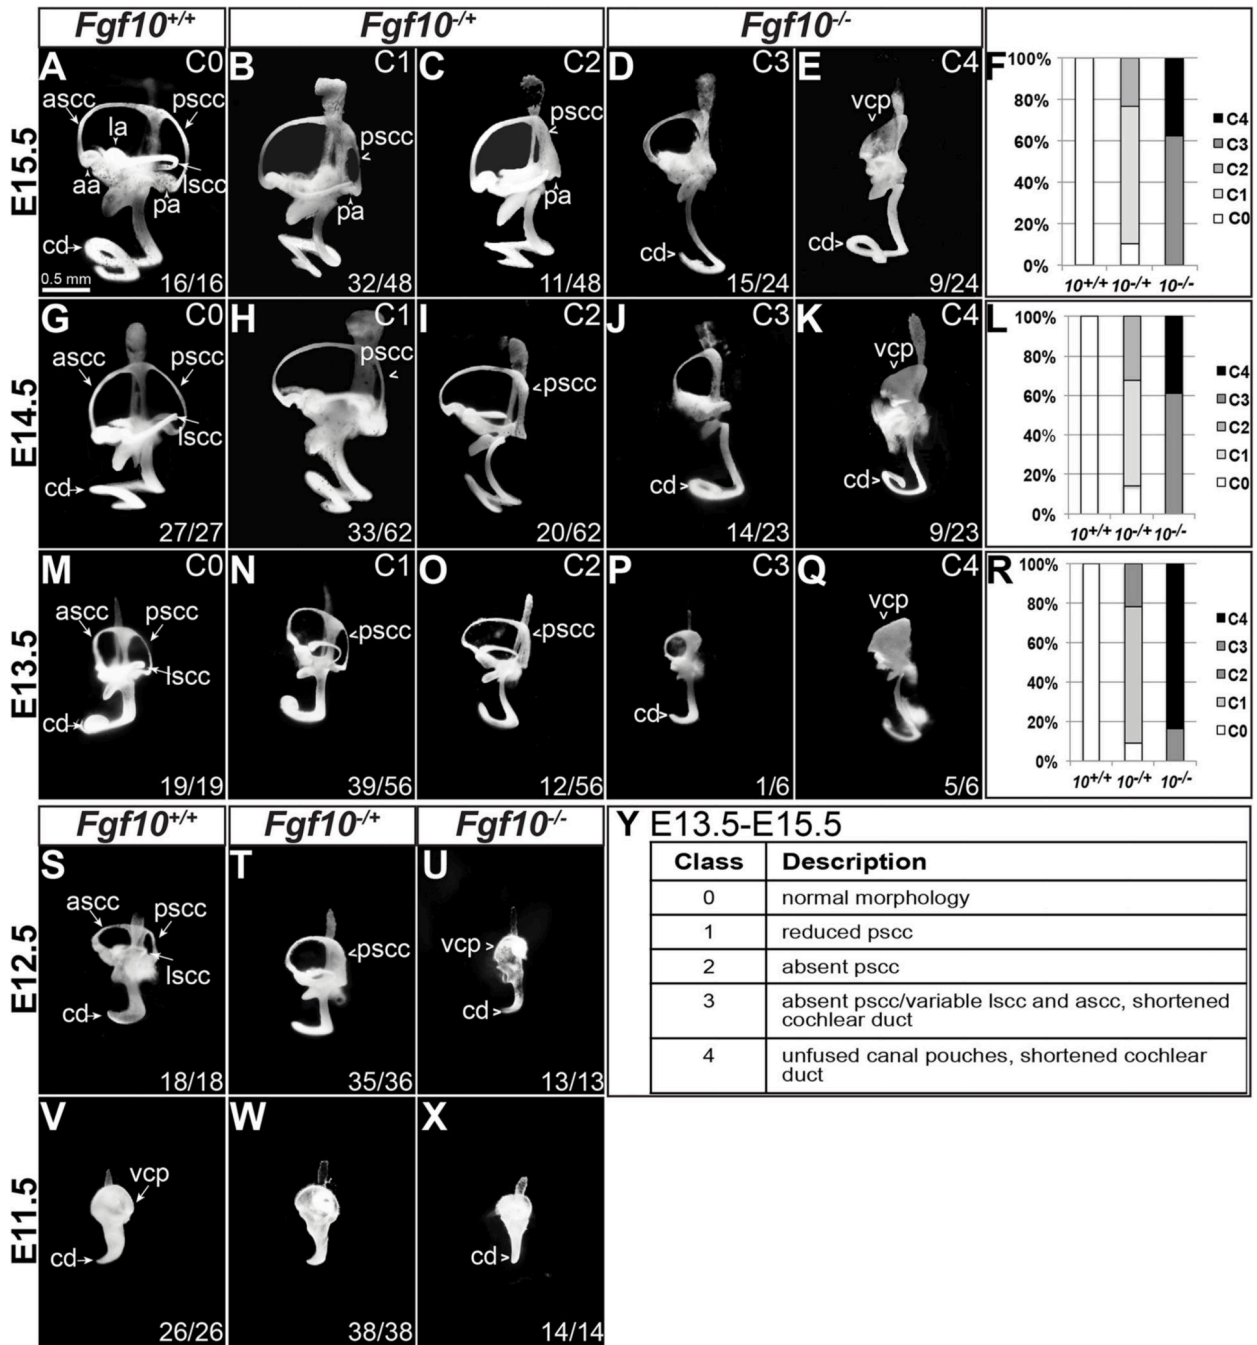 Fgf10+/+ Fgf10-/+ Fgf10-/-
E15.5
A C0
ascc pscc
la
aa lscc
pa
cd
0.5 mm
16/16
B C1
pscc
pa
32/48
C C2
pscc
pa
11/48
D C3
cd
15/24
E C4
vcp
cd
9/24
F
100%
80%
60%
40%
20%
0%
10+/+ 10-/+ 10-/-
C4
C3
C2
C1
C0
E14.5
G C0
ascc pscc
lscc
cd
27/27
H C1
pscc
33/62
I C2
pscc
20/62
J C3
cd
14/23
K C4
vcp
cd
9/23
L
100%
80%
60%
40%
20%
0%
10+/+ 10-/+ 10-/-
C4
C3
C2
C1
C0
E13.5
M C0
ascc pscc
lscc
cd
19/19
N C1
pscc
39/56
O C2
pscc
12/56
P C3
cd
1/6
Q C4
vcp
5/6
R
100%
80%
60%
40%
20%
0%
10+/+ 10-/+ 10-/-
C4
C3
C2
C1
C0
Fgf10+/+ Fgf10-/+ Fgf10-/-
E12.5
S
ascc pscc
lscc
cd
18/18
T
pscc
35/36
U
vcp
cd
13/13
Y E13.5-E15.5
Class Description
0 normal morphology
1 reduced pscc
2 absent pscc
3 absent pscc/variable lscc and ascc, shortened
cochlear duct
4 unfused canal pouches, shortened cochlear
duct
E11.5
V
vcp
cd
26/26
W
38/38
X
cd
14/14